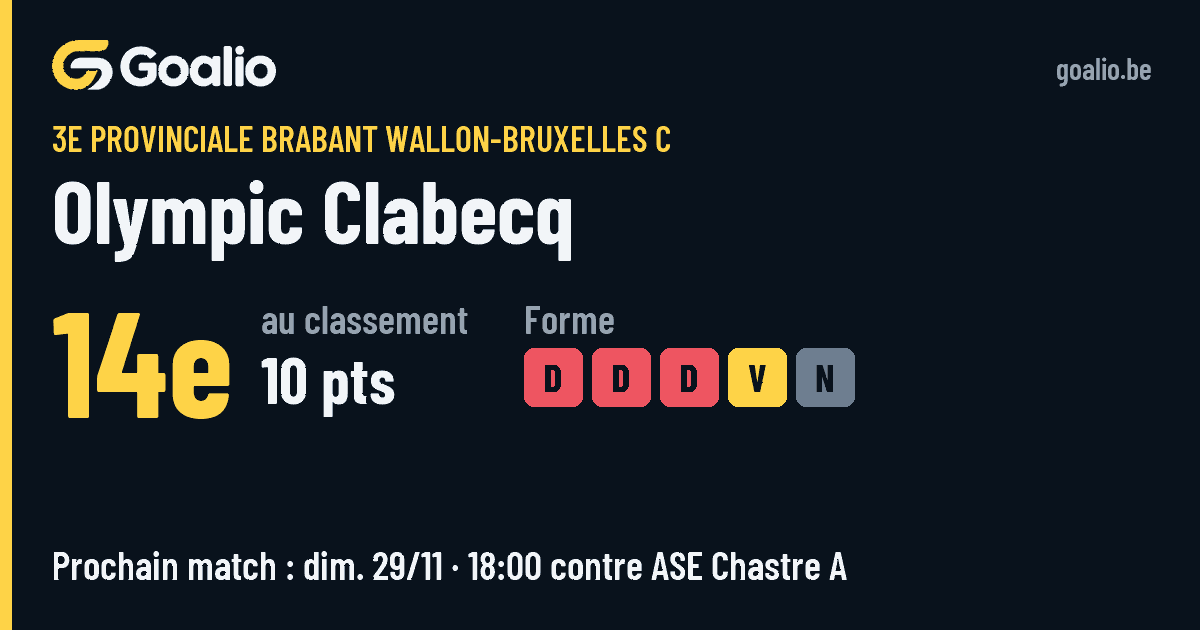 Goalio
goalio.be
3E PROVINCIALE BRABANT WALLON-BRUXELLES C
Olympic Clabecq
14e
au classement
10 pts
Forme
D D D V N
Prochain match : dim. 29/11 · 18:00 contre ASE Chastre A